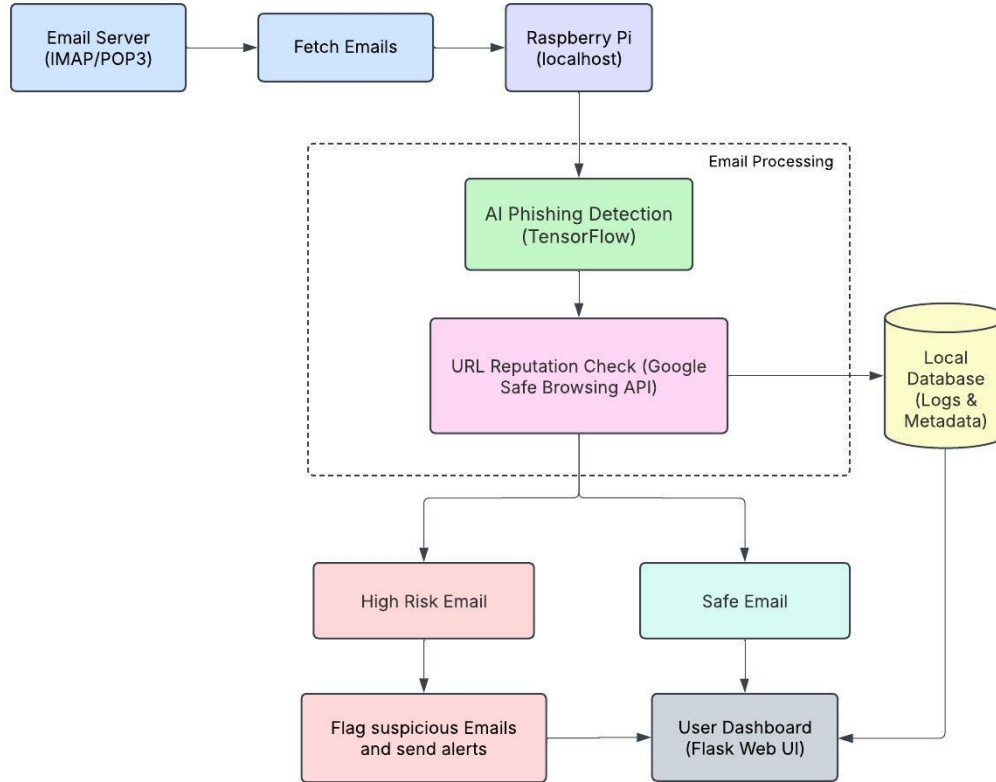 Email Server
(IMAP/POP3)
Fetch Emails
Raspberry Pi
(localhost)
Email Processing
AI Phishing Detection
(TensorFlow)
URL Reputation Check (Google
Safe Browsing API)
Local
Database
(Logs &
Metadata)
High Risk Email
Safe Email
Flag suspicious Emails
and send alerts
User Dashboard
(Flask Web UI)